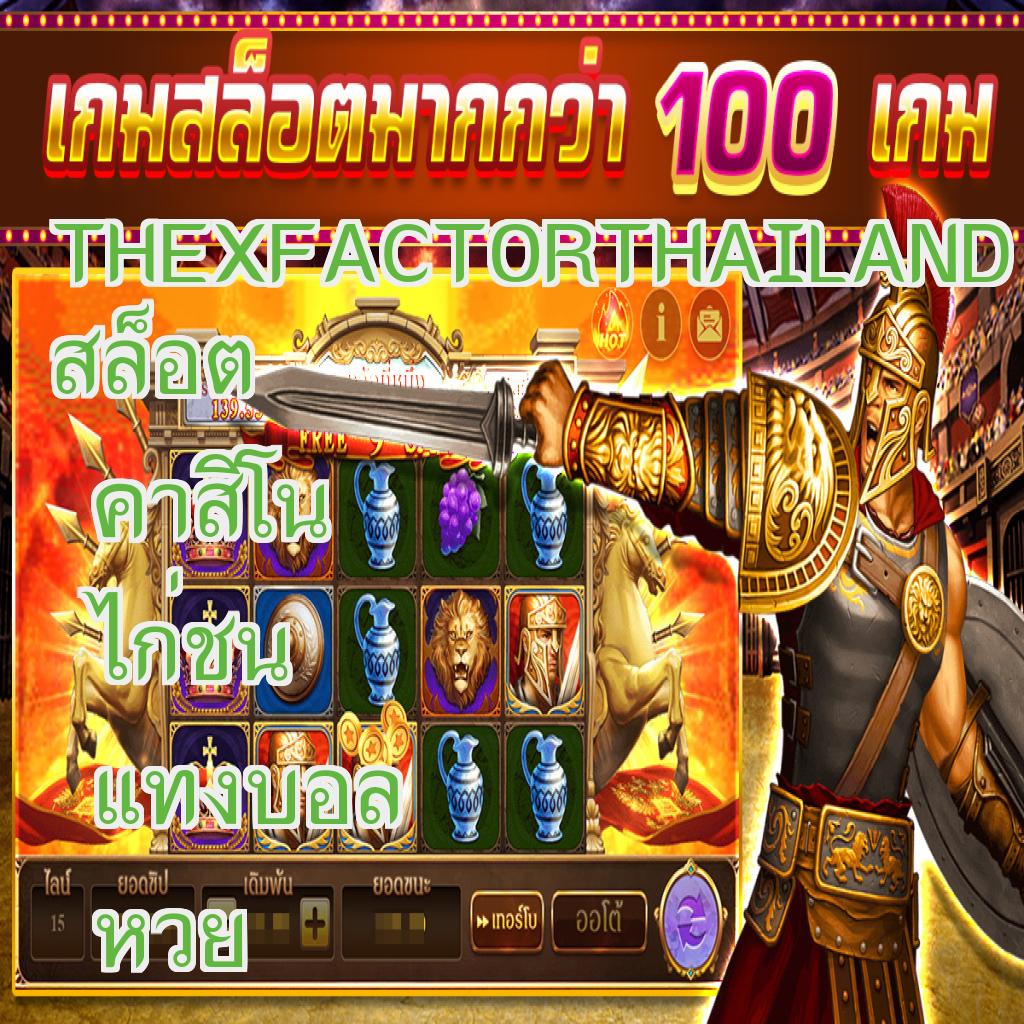 เกมสล็อตมากกว่า 100 เกม
THEXFACTORTHAILAND
สล็อต
HOT
FREE
คาสิโน
ไก่ชน
แทงบอล
ไลน์ ยอดชิป เดิมพัน ยอดชนะ
15 + เทอร์โบ ออโต้
หวย